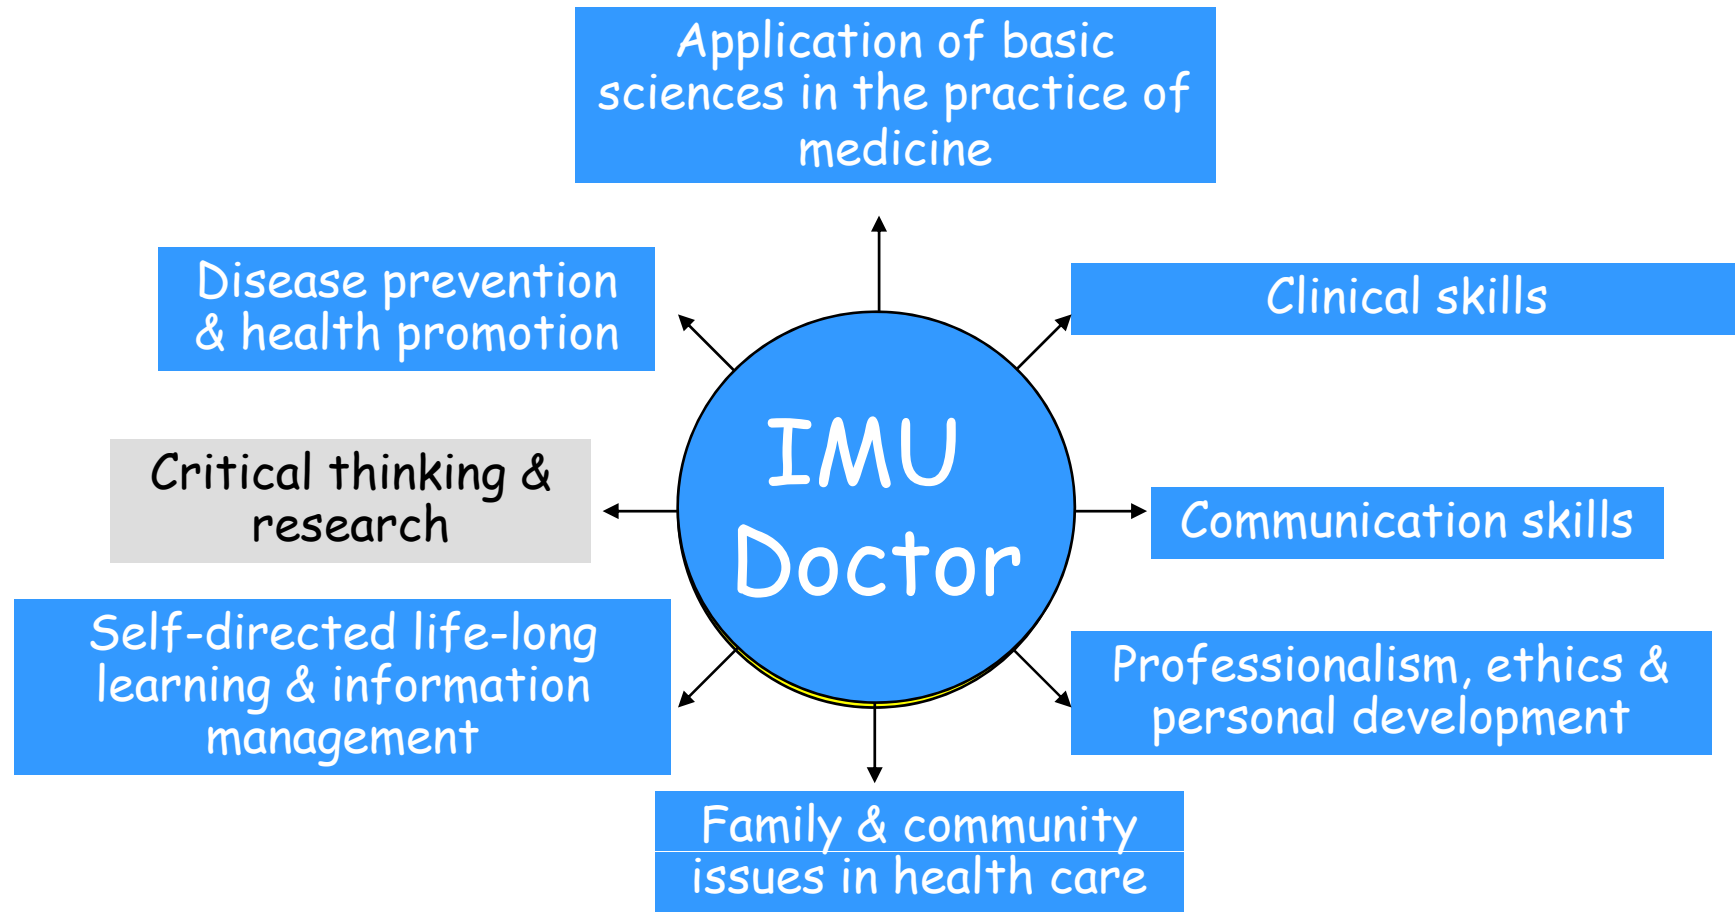 Application of basic
sciences in the practice of
medicine
Disease prevention
& health promotion
Clinical skills
IMU
Doctor
Critical thinking &
research
Communication skills
Self-directed life-long
learning & information
management
Professionalism, ethics &
personal development
Family & community
issues in health care